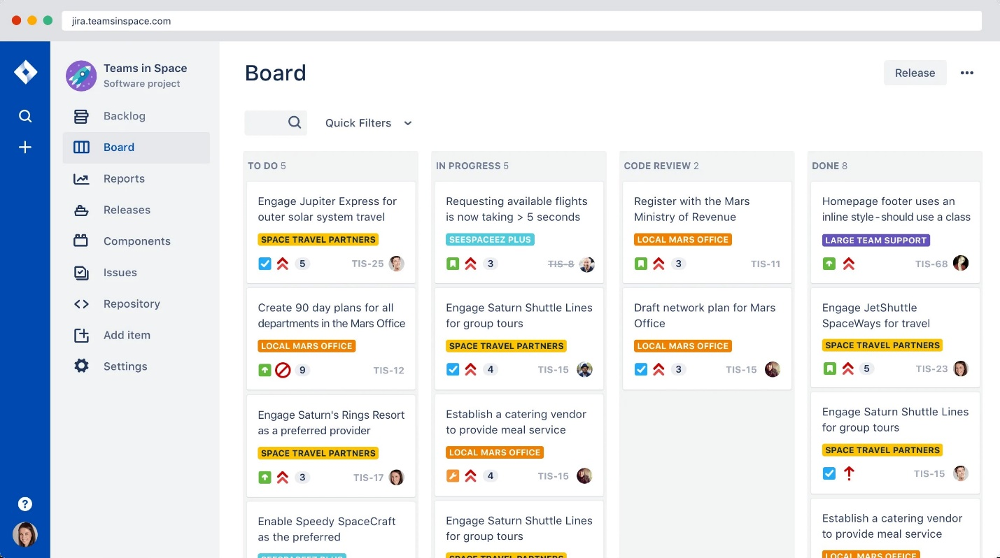 jira.teamsinspace.com
Teams in Space
Software project
Backlog
Board
Reports
Releases
Components
Issues
Repository
Add item
Settings
Board
Release
Quick Filters
TO DO 5
Engage Jupiter Express for
outer solar system travel
SPACE TRAVEL PARTNERS
5 TIS-25
Create 90 day plans for all
departments in the Mars Office
LOCAL MARS OFFICE
9 TIS-12
Engage Saturn's Rings Resort
as a preferred provider
SPACE TRAVEL PARTNERS
3 TIS-17
Enable Speedy SpaceCraft
as the preferred
SEESPACEEZ PLUS
IN PROGRESS 5
Requesting available flights
is now taking > 5 seconds
SEESPACEEZ PLUS
3 TIS-8
Engage Saturn Shuttle Lines
for group tours
SPACE TRAVEL PARTNERS
4 TIS-15
Establish a catering vendor
to provide meal service
LOCAL MARS OFFICE
4 TIS-15
Engage Saturn Shuttle Lines
for group tours
SPACE TRAVEL PARTNERS
CODE REVIEW 2
Register with the Mars
Ministry of Revenue
LOCAL MARS OFFICE
3 TIS-11
Draft network plan for Mars
Office
LOCAL MARS OFFICE
3 TIS-15
DONE 8
Homepage footer uses an
inline style-should use a class
LARGE TEAM SUPPORT
TIS-68
Engage JetShuttle
SpaceWays for travel
SPACE TRAVEL PARTNERS
5 TIS-23
Engage Saturn Shuttle Lines
for group tours
SPACE TRAVEL PARTNERS
TIS-15
Establish a catering vendor
to provide meal service
LOCAL MARS OFFICE
?